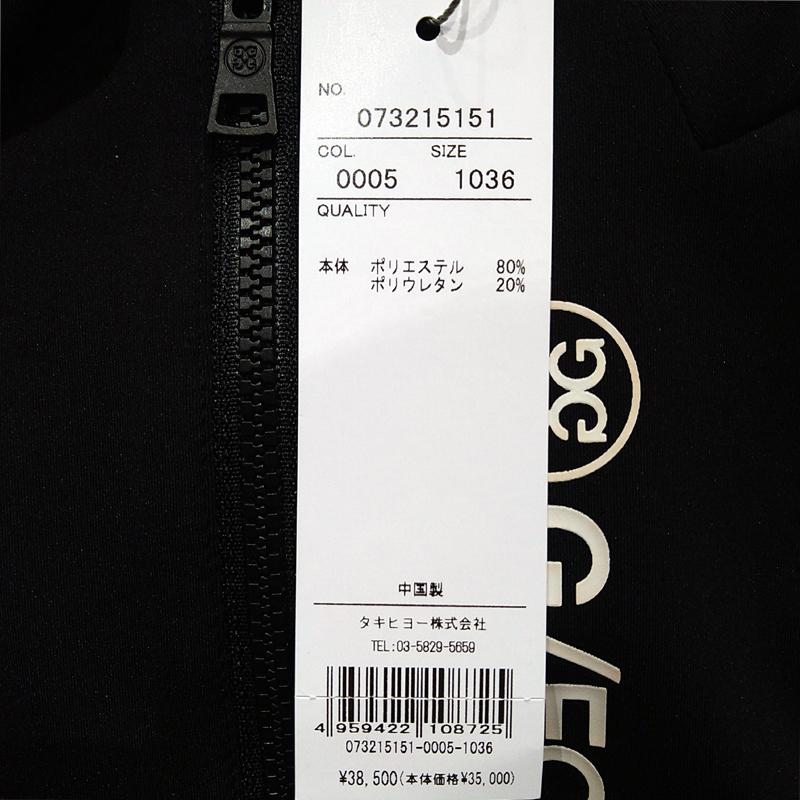 NO.
073215151
COL. SIZE
0005 1036
QUALITY
本体 ポリエステル 80%
ポリウレタン 20%
中国製
タキヒヨー株式会社
TEL:03-5829-5659
4 959422 108725
073215151-0005-1036
¥38,500(本体価格¥35,000)
GG
G/FO